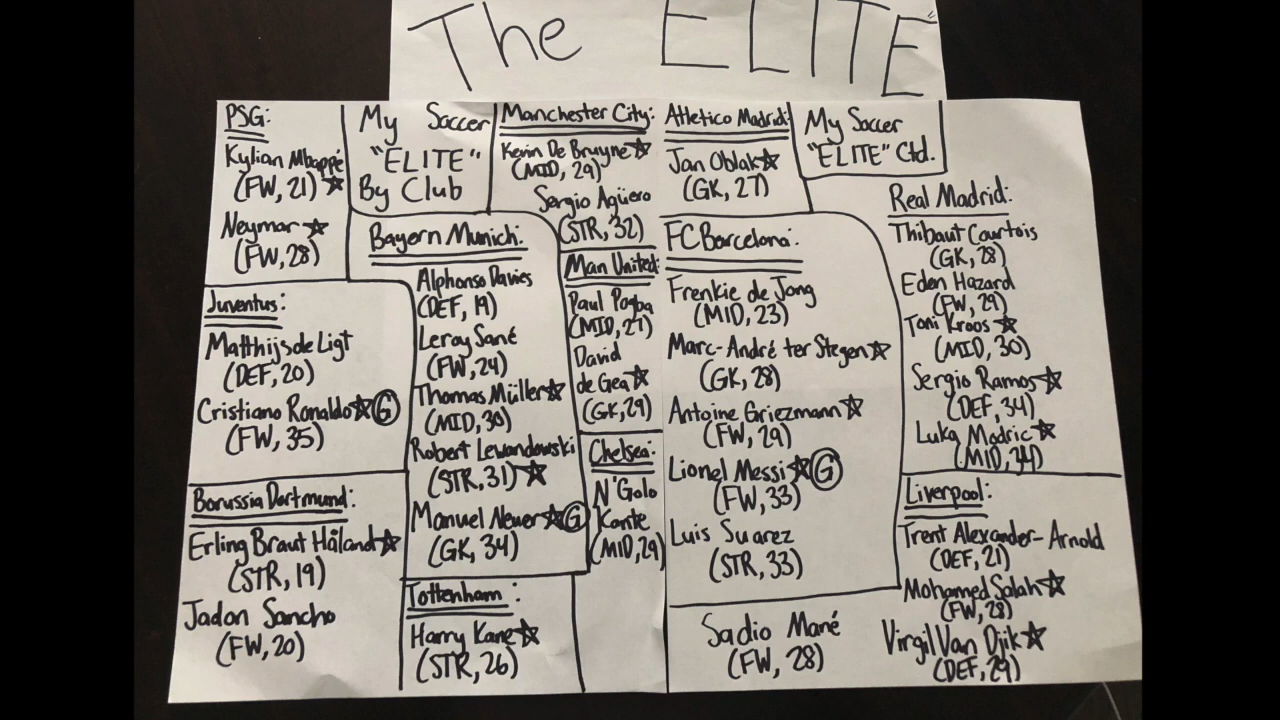 The ELITE
PSG:
Kylian Mbappé
(FW, 21)
Neymar
(FW, 28)
My Soccer
"ELITE"
By Club
Manchester City:
Kevin De Bruyne
(MID, 29)
Sergio Agüero
(STR, 32)
Atletico Madrid:
Jan Oblak
(GK, 27)
My Soccer
"ELITE" Ctd.
Juventus:
Matthijs de Ligt
(DEF, 20)
Cristiano Ronaldo G
(FW, 35)
Bayern Munich:
Alphonso Davies
(DEF, 19)
Leroy Sané
(FW, 24)
Thomas Müller
(MID, 30)
Robert Lewandowski
(STR, 31)
Manuel Neuer G
(GK, 34)
Man United:
Paul Pogba
(MID, 27)
David
de Gea
(GK, 29)
Chelsea:
N'Golo
Kante
(MID, 29)
Borussia Dortmund:
Erling Braut Håland
(STR, 19)
Jadon Sancho
(FW, 20)
Tottenham:
Harry Kane
(STR, 26)
FC Barcelona:
Frenkie de Jong
(MID, 23)
Marc-André ter Stegen
(GK, 28)
Antoine Griezmann
(FW, 29)
Lionel Messi G
(FW, 33)
Luis Suarez
(STR, 33)
Real Madrid:
Thibaut Courtois
(GK, 28)
Eden Hazard
(FW, 29)
Toni Kroos
(MID, 30)
Sergio Ramos
(DEF, 34)
Luka Modric
(MID, 34)
Liverpool:
Trent Alexander-Arnold
(DEF, 21)
Mohamed Salah
(FW, 28)
Virgil Van Dijk
(DEF, 29)
Sadio Mané
(FW, 28)